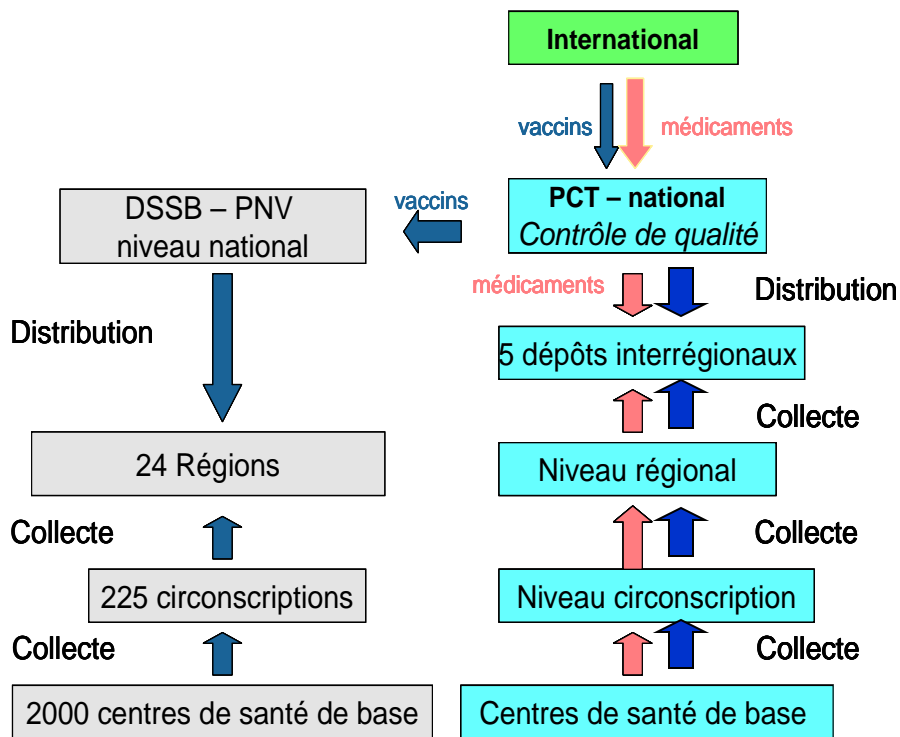 International
vaccins
médicaments
DSSB – PNV
niveau national
vaccins
PCT – national
Contrôle de qualité
médicaments
Distribution
Distribution
5 dépôts interrégionaux
Collecte
24 Régions
Niveau régional
Collecte
Collecte
225 circonscriptions
Niveau circonscription
Collecte
Collecte
2000 centres de santé de base
Centres de santé de base